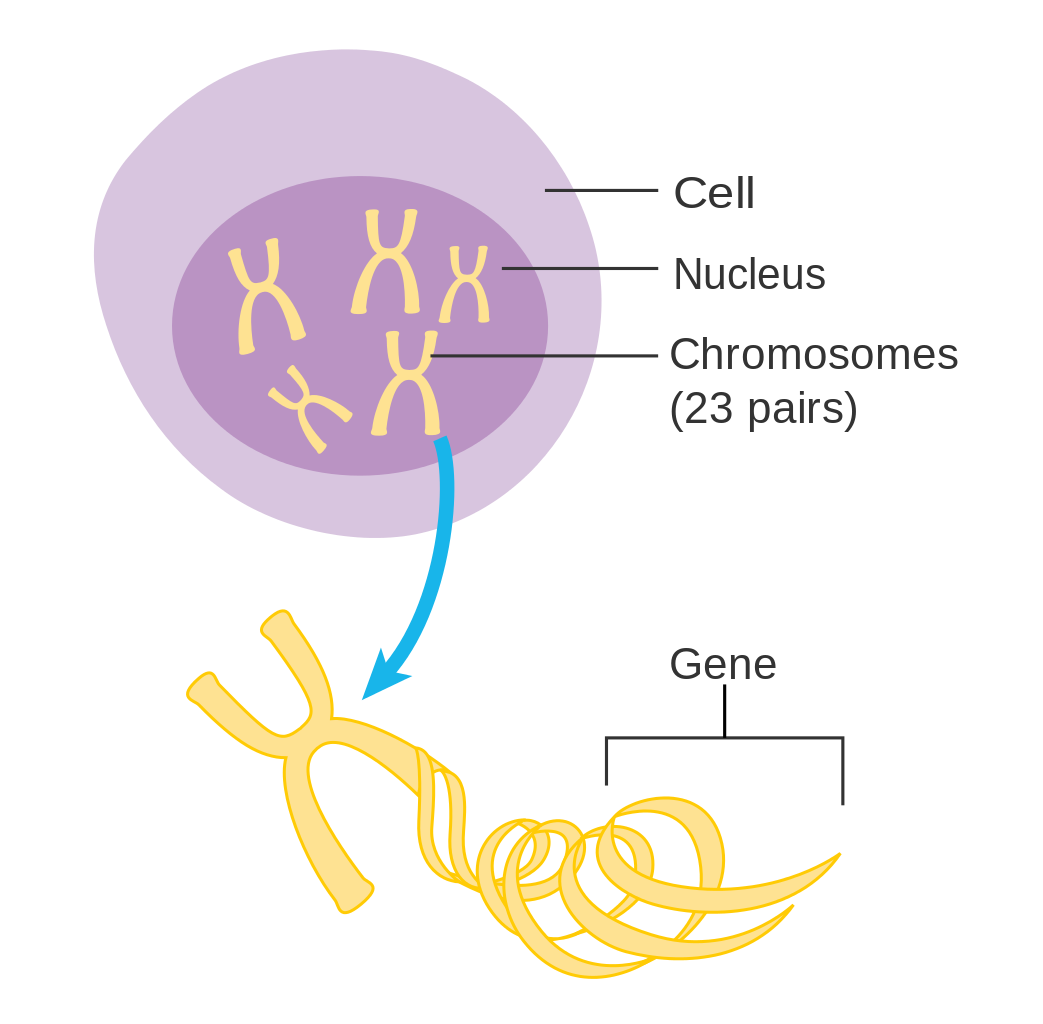 Cell
Nucleus
Chromosomes
(23 pairs)
Gene